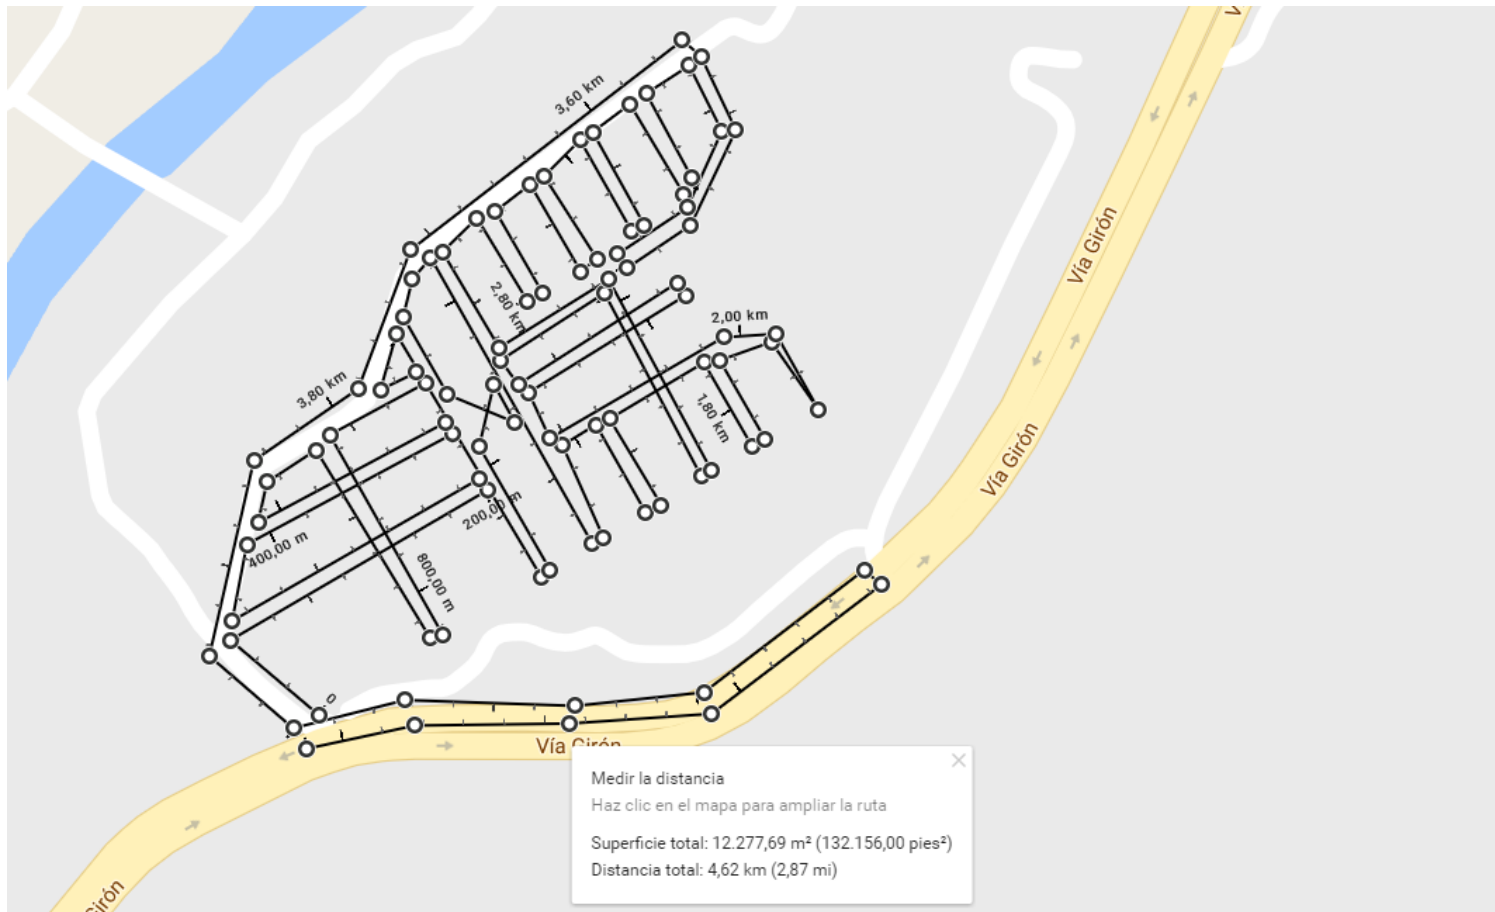 V
3,60 km
Vía Girón
2,80 km
2,00 km
3,80 km
1,80 km
Vía Girón
200,00 m
400,00 m
800,00 m
0
Vía Girón
Medir la distancia
Haz clic en el mapa para ampliar la ruta
Superficie total: 12.277,69 m² (132.156,00 pies²)
Distancia total: 4,62 km (2,87 mi)
Girón